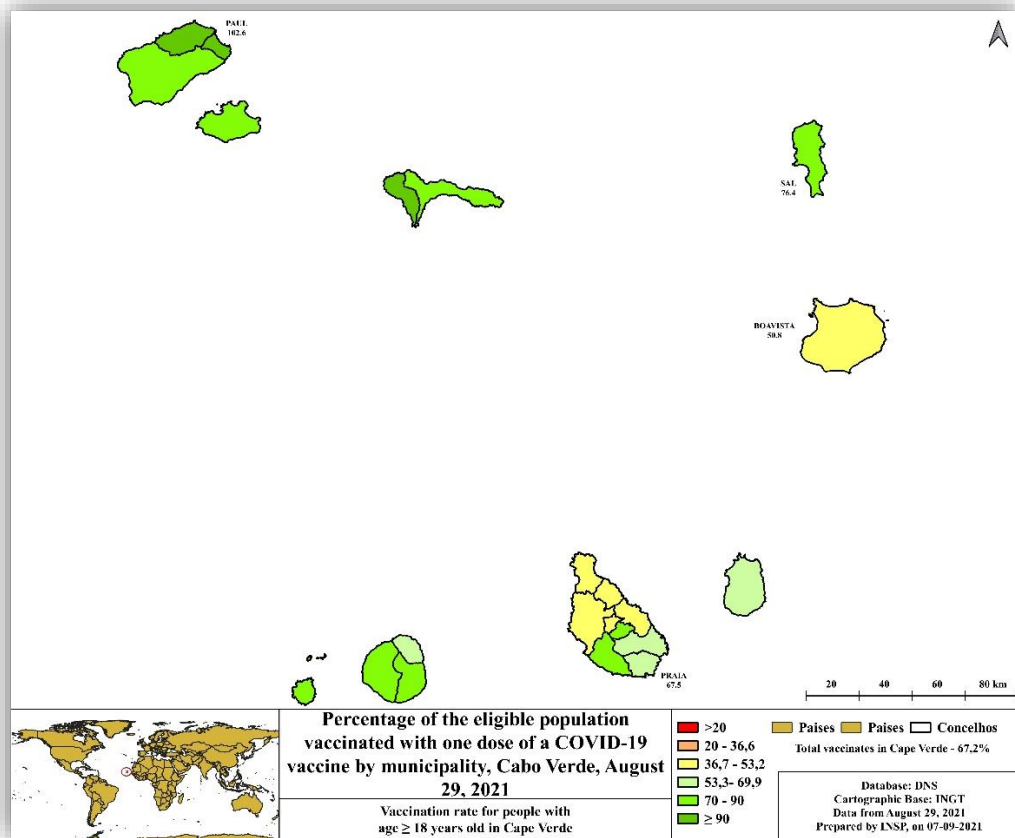 PAUL
102.6
SAL
76.4
BOAVISTA
50.8
PRAIA
67.5
20 40 60 80 km
Percentage of the eligible population
vaccinated with one dose of a COVID-19
vaccine by municipality, Cabo Verde, August
29, 2021
Vaccination rate for people with
age ≥ 18 years old in Cape Verde
>20
20 - 36,6
36,7 - 53,2
53,3- 69,9
70 - 90
≥ 90
Paises Paises Concelhos
Total vaccinates in Cape Verde - 67,2%
Database: DNS
Cartographic Base: INGT
Data from August 29, 2021
Prepared by INSP, on 07-09-2021